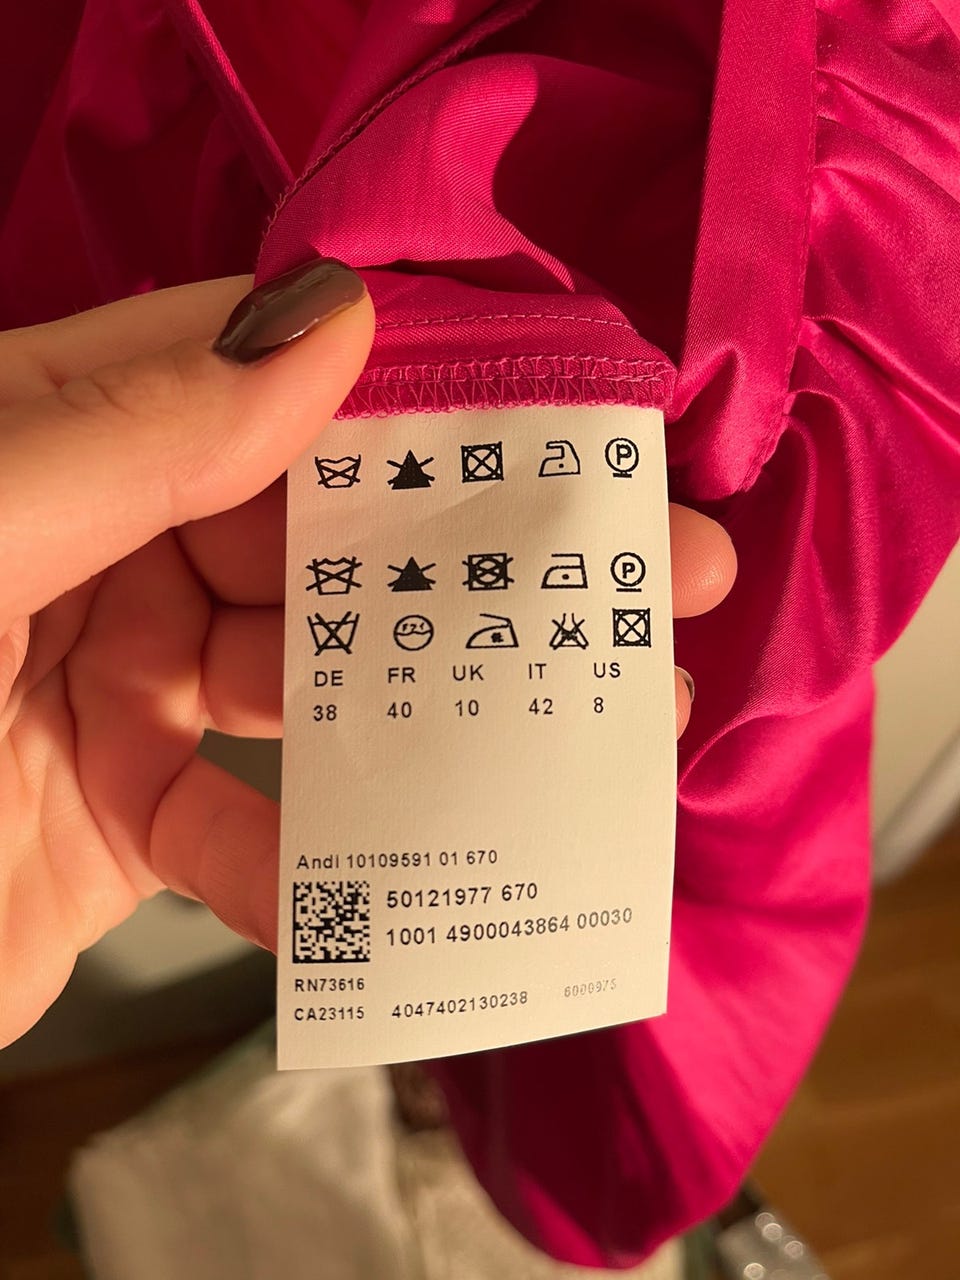 P
P
DE FR UK IT US
38 40 10 42 8
Andi 10109591 01 670
50121977 670
1001 4900043864 00030
RN73616
CA23115 4047402130238 6000975